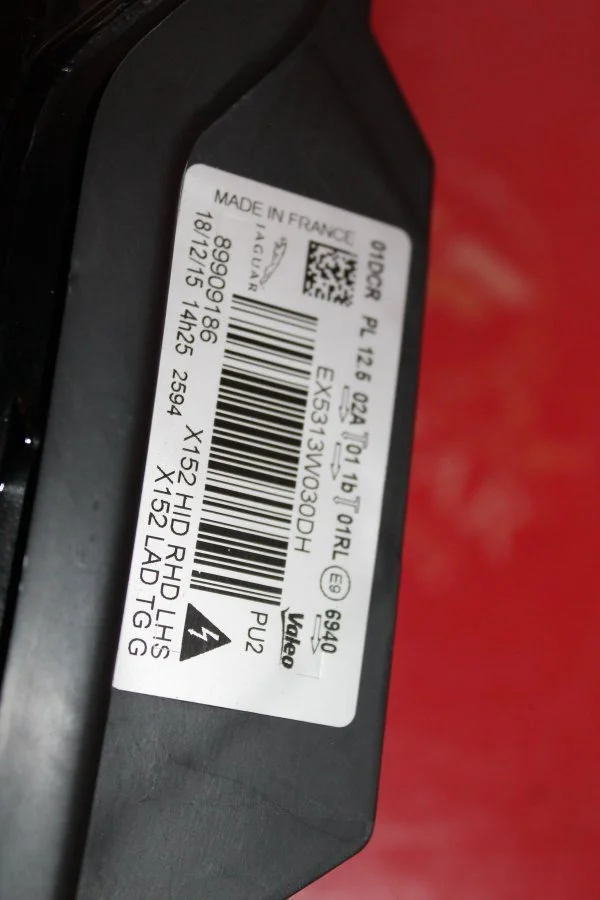 MADE IN FRANCE
01DCR PL 12.5 02A 01 1b 01RL E9 6940
JAGUAR
EX5313W030DH
Valeo
PU2
89909186
18/12/15 14h25 2594
X152 HID RHD LHS
X152 LAD TG G